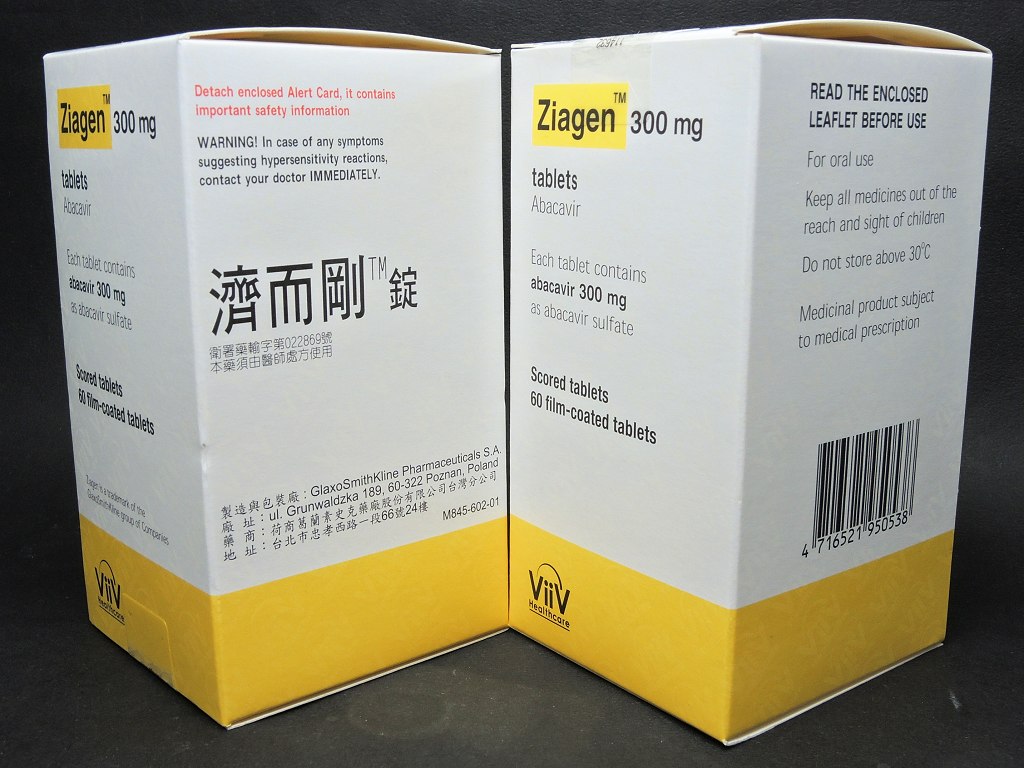 Ziagen™ 300 mg
tablets
Abacavir
Each tablet contains
abacavir 300 mg
as abacavir sulfate
Scored tablets
60 film-coated tablets
Ziagen is a trademark of the
GlaxoSmithKline group of Companies
ViiV
Healthcare
Detach enclosed Alert Card, it contains
important safety information
WARNING! In case of any symptoms
suggesting hypersensitivity reactions,
contact your doctor IMMEDIATELY.
濟而剛™錠
衛署藥輸字第022869號
本藥須由醫師處方使用
製造與包裝廠：GlaxoSmithKline Pharmaceuticals S.A.
廠 址：ul. Grunwaldzka 189, 60-322 Poznan, Poland
藥 商：荷商葛蘭素史克藥廠股份有限公司台灣分公司
地 址：台北市忠孝西路一段66號24樓
M845-602-01
Ziagen™ 300 mg
tablets
Abacavir
Each tablet contains
abacavir 300 mg
as abacavir sulfate
Scored tablets
60 film-coated tablets
ViiV
Healthcare
READ THE ENCLOSED
LEAFLET BEFORE USE
For oral use
Keep all medicines out of the
reach and sight of children
Do not store above 30°C
Medicinal product subject
to medical prescription
4 716521 950538